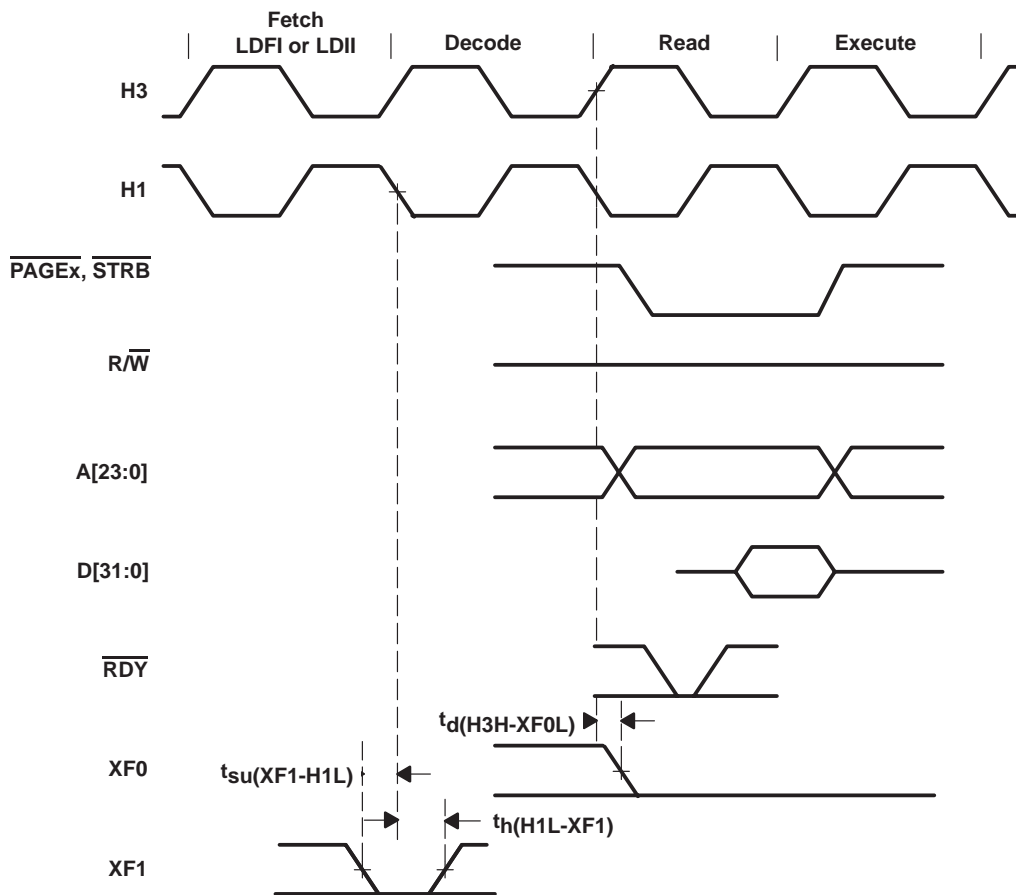 Fetch
LDFI or LDII
Decode
Read
Execute
H3
H1
PAGEx, STRB
R/W
A[23:0]
D[31:0]
RDY
td(H3H-XF0L)
XF0
tsu(XF1-H1L)
th(H1L-XF1)
XF1